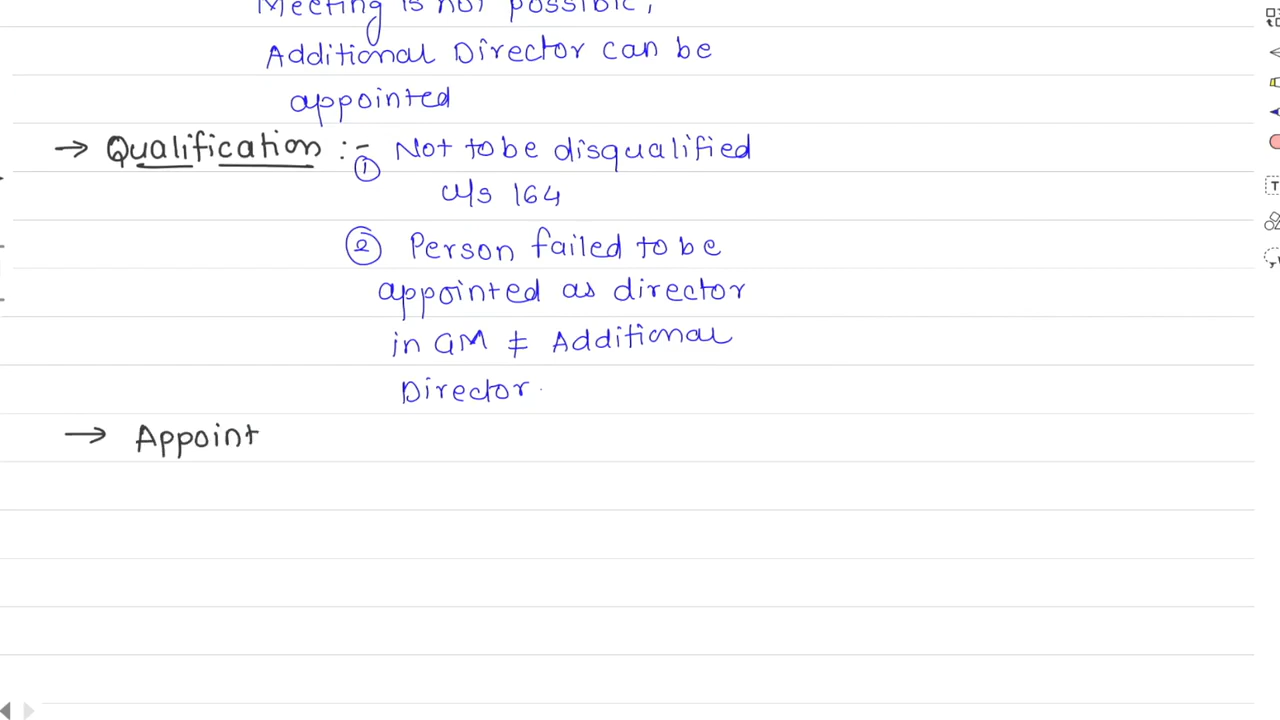 Meeting is not possible,
Additional Director can be
appointed
→ Qualification :- ① Not to be disqualified
u/s 164
② Person failed to be
appointed as director
in GM ≠ Additional
Director.
→ Appoint